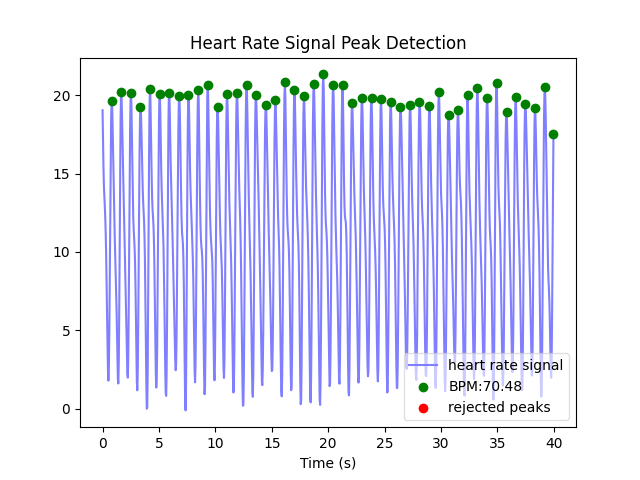 Heart Rate Signal Peak Detection
20
15
10
5
0
heart rate signal
BPM:70.48
rejected peaks
0 5 10 15 20 25 30 35 40
Time (s)